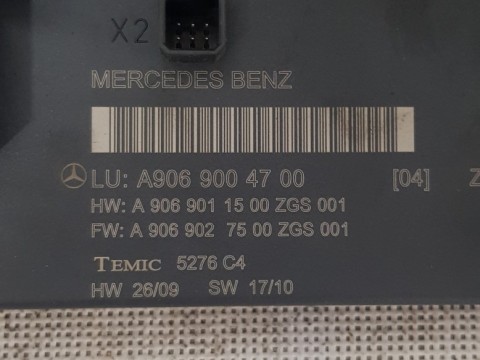 X2
MERCEDES BENZ
LU: A906 900 47 00 [04] Z
HW: A 906 901 15 00 ZGS 001
FW: A 906 902 75 00 ZGS 001
TEMIC 5276 C4
HW 26/09 SW 17/10